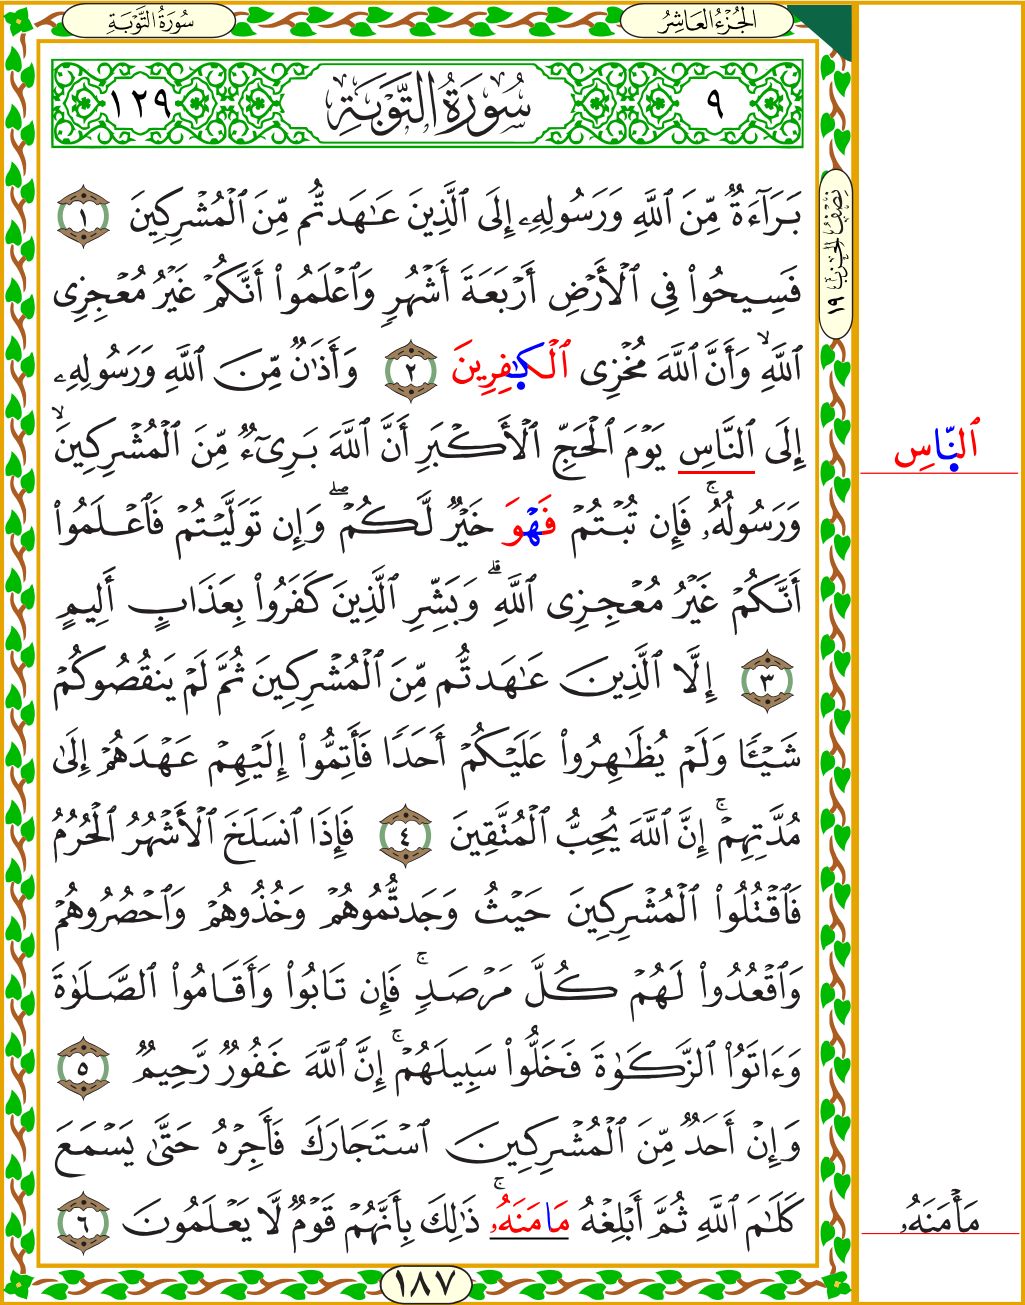 سُورَةُ التَّوۡبَةِ
الجُزۡءُ العَاشِرُ
٩ سُورَةُ التَّوۡبَةِ ١٢٩
نِصۡفُ الحِزۡبِ ١٩
بَرَآءَةٞ مِّنَ ٱللَّهِ وَرَسُولِهِۦٓ إِلَى ٱلَّذِينَ عَٰهَدتُّم مِّنَ ٱلۡمُشۡرِكِينَ ١
فَسِيحُواْ فِي ٱلۡأَرۡضِ أَرۡبَعَةَ أَشۡهُرٖ وَٱعۡلَمُوٓاْ أَنَّكُمۡ غَيۡرُ مُعۡجِزِي
ٱللَّهِۙ وَأَنَّ ٱللَّهَ مُخۡزِي ٱلۡكَٰفِرِينَ ٢ وَأَذَٰنٞ مِّنَ ٱللَّهِ وَرَسُولِهِۦٓ
إِلَى ٱلنَّاسِ يَوۡمَ ٱلۡحَجِّ ٱلۡأَكۡبَرِ أَنَّ ٱللَّهَ بَرِيٓءٞ مِّنَ ٱلۡمُشۡرِكِينَۙ
ٱلنَّاسِ
وَرَسُولُهُۥۚ فَإِن تُبۡتُمۡ فَهۡوَ خَيۡرٞ لَّكُمۡۖ وَإِن تَوَلَّيۡتُمۡ فَٱعۡلَمُوٓاْ
أَنَّكُمۡ غَيۡرُ مُعۡجِزِي ٱللَّهِۗ وَبَشِّرِ ٱلَّذِينَ كَفَرُواْ بِعَذَابٍ أَلِيمٍ
٣ إِلَّا ٱلَّذِينَ عَٰهَدتُّم مِّنَ ٱلۡمُشۡرِكِينَ ثُمَّ لَمۡ يَنقُصُوكُمۡ
شَيۡـٔٗا وَلَمۡ يُظَٰهِرُواْ عَلَيۡكُمۡ أَحَدٗا فَأَتِمُّوٓاْ إِلَيۡهِمۡ عَهۡدَهُمۡ إِلَىٰ
مُدَّتِهِمۡۚ إِنَّ ٱللَّهَ يُحِبُّ ٱلۡمُتَّقِينَ ٤ فَإِذَا ٱنسَلَخَ ٱلۡأَشۡهُرُ ٱلۡحُرُمُ
فَٱقۡتُلُواْ ٱلۡمُشۡرِكِينَ حَيۡثُ وَجَدتُّمُوهُمۡ وَخُذُوهُمۡ وَٱحۡصُرُوهُمۡ
وَٱقۡعُدُواْ لَهُمۡ كُلَّ مَرۡصَدٖۚ فَإِن تَابُواْ وَأَقَامُواْ ٱلصَّلَوٰةَ
وَءَاتَوُاْ ٱلزَّكَوٰةَ فَخَلُّواْ سَبِيلَهُمۡۚ إِنَّ ٱللَّهَ غَفُورٞ رَّحِيمٞ ٥
وَإِنۡ أَحَدٞ مِّنَ ٱلۡمُشۡرِكِينَ ٱسۡتَجَارَكَ فَأَجِرۡهُ حَتَّىٰ يَسۡمَعَ
كَلَٰمَ ٱللَّهِ ثُمَّ أَبۡلِغۡهُ مَامَنَهُۥۚ ذَٰلِكَ بِأَنَّهُمۡ قَوۡمٞ لَّا يَعۡلَمُونَ ٦
مَأۡمَنَهُۥ
١٨٧